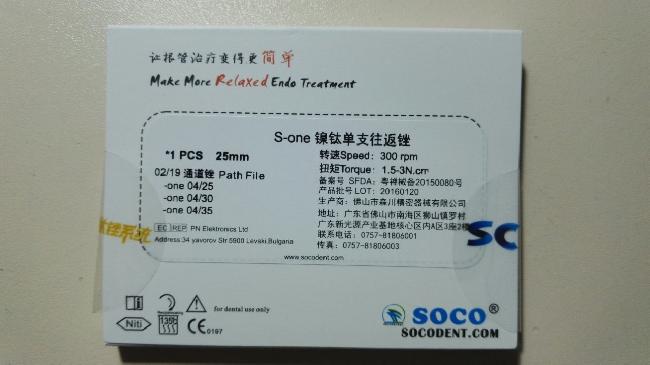 让根管治疗变得更简单
Make More Relaxed Endo Treatment
S-one 镍钛单支往返锉
*1 PCS 25mm
转速Speed: 300 rpm
扭矩Torque: 1.5-3N.cm
02/19 通道锉 Path File
-one 04/25
-one 04/30
-one 04/35
备案号 SFDA: 粤禅械备20150080号
产品批号 LOT: 20160120
生产商: 佛山市森川精密器械有限公司
地址: 广东省佛山市南海区狮山镇罗村
广东新光源产业基地核心区内A区3座2楼
联系电话: 0757-81806001
传真: 0757-81806003
EC REP PN Elektronics Ltd
Address:34 yavorov Str 5900 Levski,Bulgaria
www.socodent.com
锉系统
SC
for dental use only
Niti
135℃
CE 0197
SOCO®
SOCODENT.COM